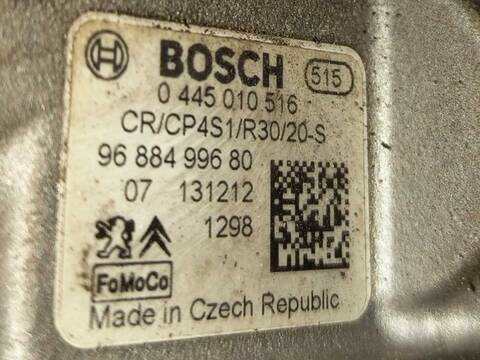 BOSCH 515
0 445 010 516
CR/CP4S1/R30/20-S
96 884 996 80
07 131212
1298
FoMoCo
Made in Czech Republic